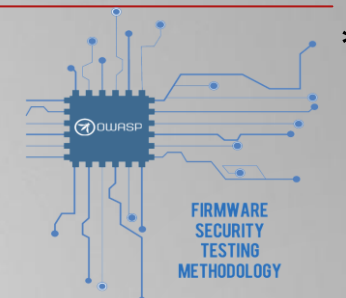 OWASP
FIRMWARE
SECURITY
TESTING
METHODOLOGY